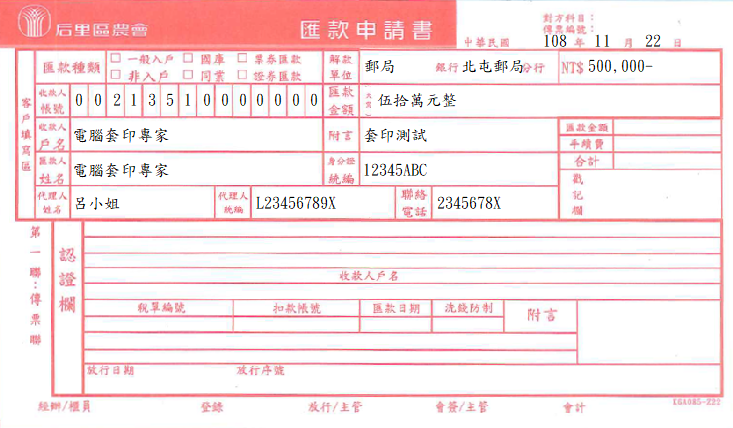 后里區農會
匯款申請書
對方科目：
傳票編號：
中華民國 108 年 11 月 22 日
匯款種類 □ 一般入戶 □ 國庫 □ 票券匯款
□ 非入戶 □ 同業 □ 證券匯款
解款單位 郵局 銀行 北屯郵局 分行 NT$ 500,000-
客戶填寫區
收款人帳號 0 0 2 1 3 5 1 0 0 0 0 0 0 0
匯款金額 大寫 伍拾萬元整
收款人戶名 電腦套印專家
附言 套印測試
匯款金額
手續費
合計
匯款人姓名 電腦套印專家
身分證統編 12345ABC
戳記欄
代理人姓名 呂小姐
代理人統編 L23456789X
聯絡電話 2345678X
第一聯：傳票聯
認證欄
收款人戶名
稅單編號 扣款帳號 匯款日期 洗錢防制 附言
放行日期 放行序號
經辦/櫃員 登錄 放行/主管 會簽/主管 會計